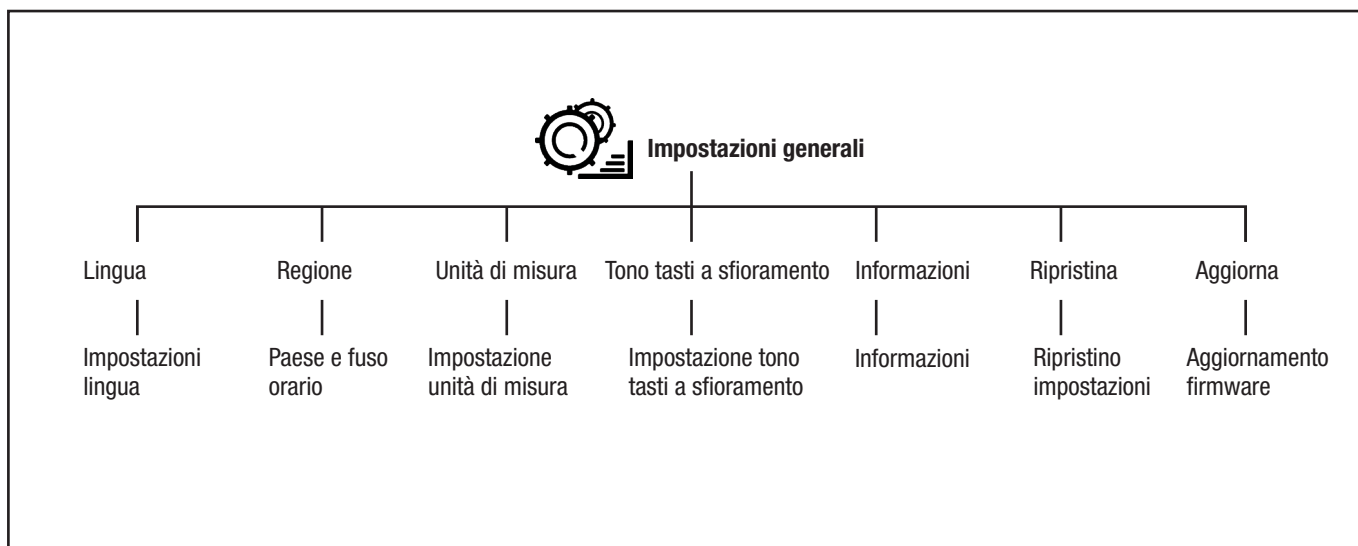 Impostazioni generali
Lingua
Regione
Unità di misura
Tono tasti a sfioramento
Informazioni
Ripristina
Aggiorna
Impostazioni
lingua
Paese e fuso
orario
Impostazione
unità di misura
Impostazione tono
tasti a sfioramento
Informazioni
Ripristino
impostazioni
Aggiornamento
firmware